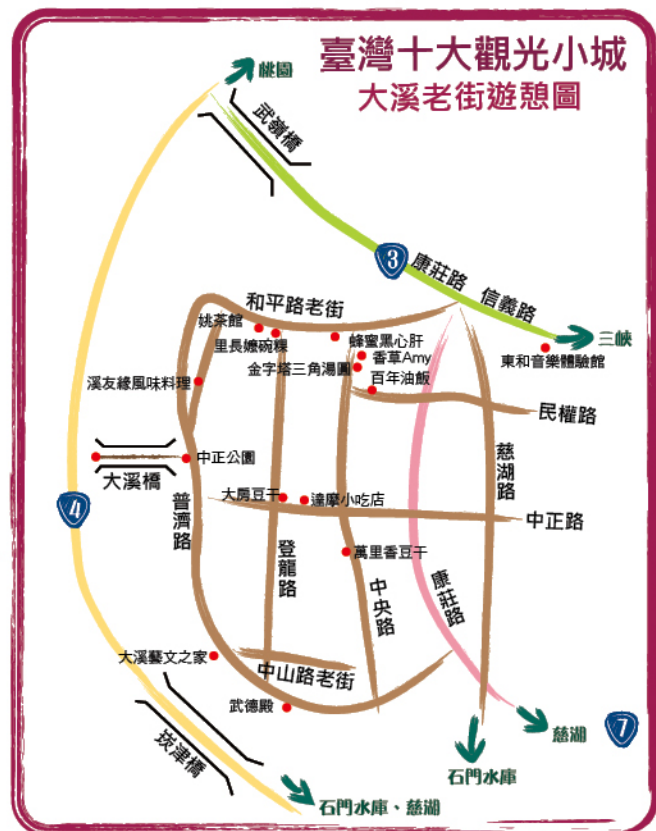 臺灣十大觀光小城
大溪老街遊憩圖
桃園
武嶺橋
3
康莊路
信義路
三峽
和平路老街
姚茶館
里長嬤碗粿
蜂蜜黑心肝
香草Amy
金字塔三角湯圓
百年油飯
東和音樂體驗館
溪友緣風味料理
民權路
慈湖路
中正公園
大溪橋
4
普濟路
大房豆干
達摩小吃店
中正路
登龍路
萬里香豆干
中央路
康莊路
大溪藝文之家
中山路老街
武德殿
崁津橋
慈湖
7
石門水庫
石門水庫、慈湖